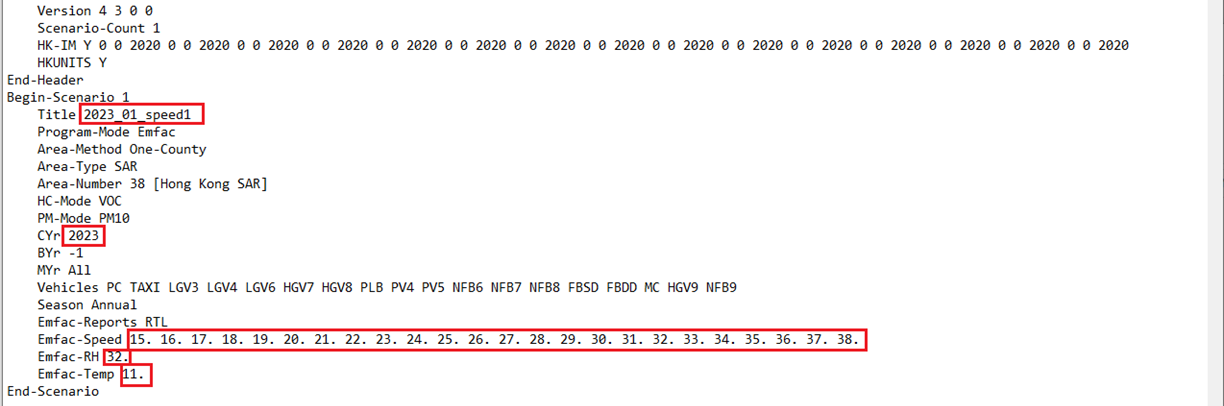 Version 4 3 0 0
Scenario-Count 1
HK-IM Y 0 0 2020 0 0 2020 0 0 2020 0 0 2020 0 0 2020 0 0 2020 0 0 2020 0 0 2020 0 0 2020 0 0 2020 0 0 2020 0 0 2020 0 0 2020 0 0 2020 0 0 2020
HKUNITS Y
End-Header
Begin-Scenario 1
Title 2023_01_speed1
Program-Mode Emfac
Area-Method One-County
Area-Type SAR
Area-Number 38 [Hong Kong SAR]
HC-Mode VOC
PM-Mode PM10
CYr 2023
BYr -1
MYr All
Vehicles PC TAXI LGV3 LGV4 LGV6 HGV7 HGV8 PLB PV4 PV5 NFB6 NFB7 NFB8 FBSD FBDD MC HGV9 NFB9
Season Annual
Emfac-Reports RTL
Emfac-Speed 15. 16. 17. 18. 19. 20. 21. 22. 23. 24. 25. 26. 27. 28. 29. 30. 31. 32. 33. 34. 35. 36. 37. 38.
Emfac-RH 32.
Emfac-Temp 11.
End-Scenario